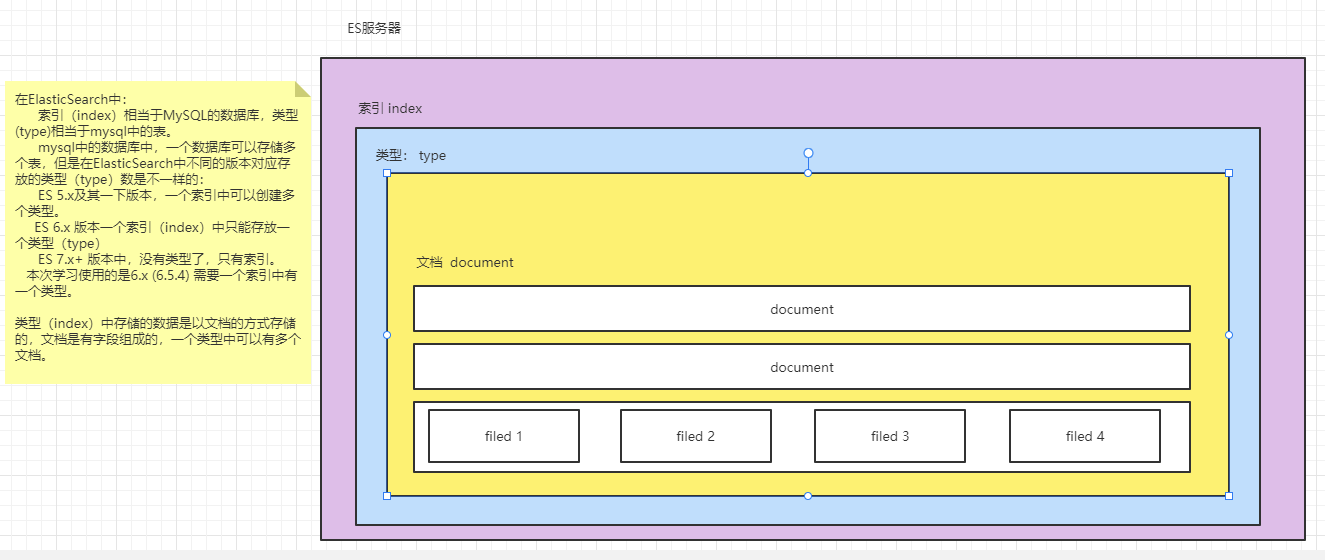 ES服务器
在ElasticSearch中：
索引（index）相当于MySQL的数据库，类型
(type)相当于mysql中的表。
mysql中的数据库中，一个数据库可以存储多
个表，但是在ElasticSearch中不同的版本对应存
放的类型（type）数是不一样的：
ES 5.x及其一下版本，一个索引中可以创建多
个类型。
ES 6.x 版本一个索引（index）中只能存放一
个类型（type）
ES 7.x+ 版本中，没有类型了，只有索引。
本次学习使用的是6.x (6.5.4) 需要一个索引中有
一个类型。
类型（index）中存储的数据是以文档的方式存储
的，文档是有字段组成的，一个类型中可以有多个
文档。
索引 index
类型： type
文档 document
document
document
filed 1
filed 2
filed 3
filed 4